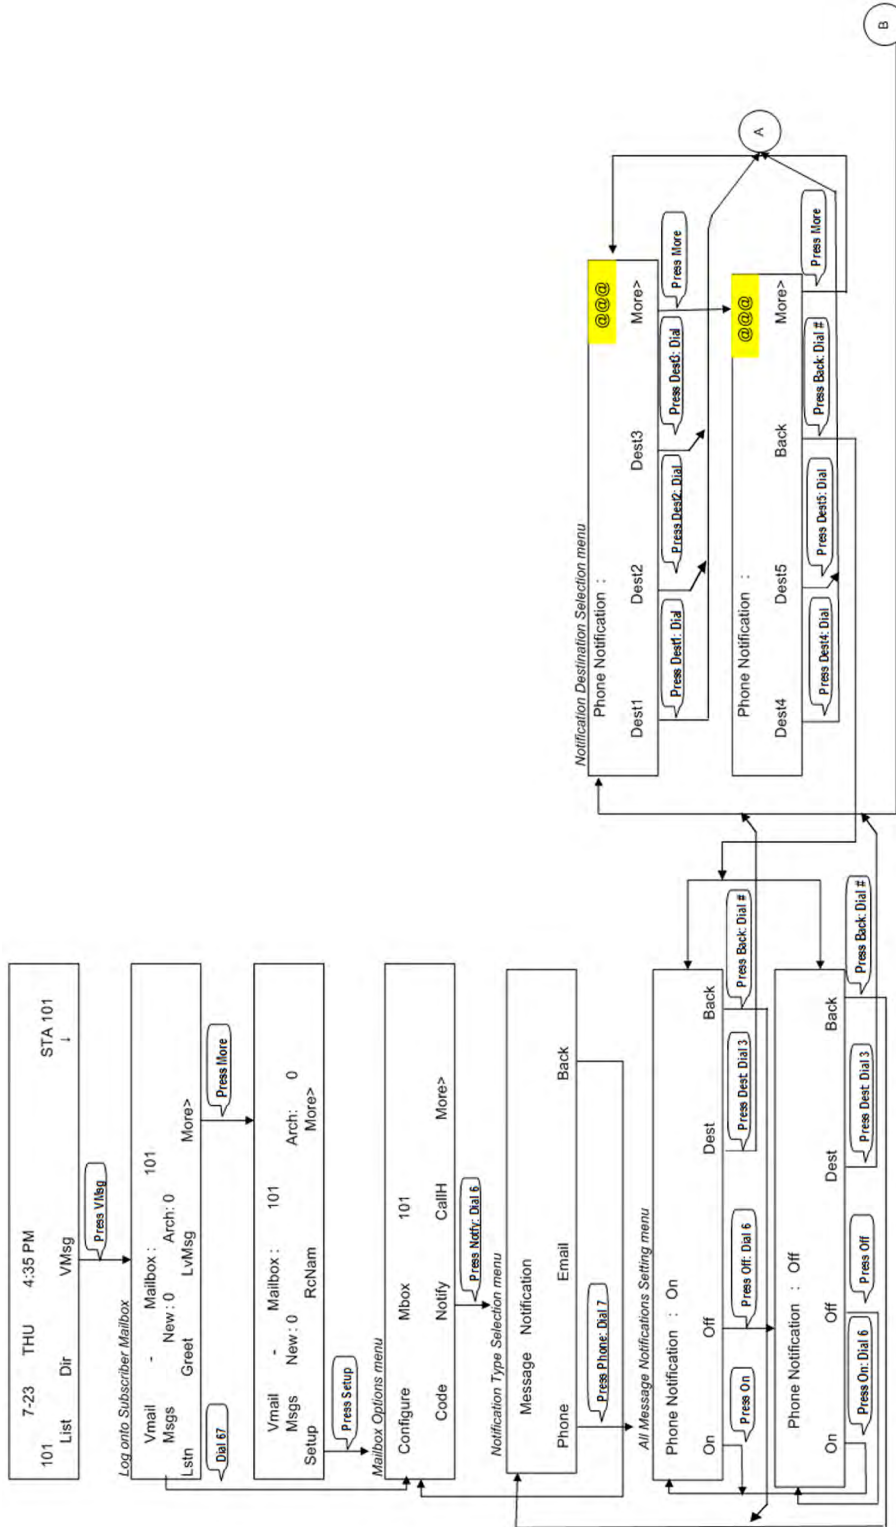 101 7-23 THU 4:35 PM STA 101
List Dir VMsg ↓
Press VMsg
Log onto Subscriber Mailbox
Vmail - Mailbox : 101
Msgs New : 0 Arch: 0
Lstn Greet LvMsg More>
Dial 67
Press More
Vmail - Mailbox : 101
Msgs New : 0 Arch: 0
Setup RcNam More>
Press Setup
Mailbox Options menu
Configure Mbox 101
Code Notify CallH More>
Press Notfy: Dial 6
Notification Type Selection menu
Message Notification
Phone Email Back
Press Phone: Dial 7
All Message Notifications Setting menu
Phone Notification : On
On Off Dest Back
Press On
Press Off: Dial 6
Press Dest: Dial 3
Press Back: Dial #
Phone Notification : Off
On Off Dest Back
Press On: Dial 6
Press Off
Press Dest: Dial 3
Press Back: Dial #
Notification Destination Selection menu
Phone Notification : @@@
Dest1 Dest2 Dest3 More>
Press Dest1: Dial
Press Dest2: Dial
Press Dest3: Dial
Press More
Phone Notification : @@@
Dest4 Dest5 Back More>
Press Dest4: Dial
Press Dest5: Dial
Press Back: Dial #
Press More
A
B